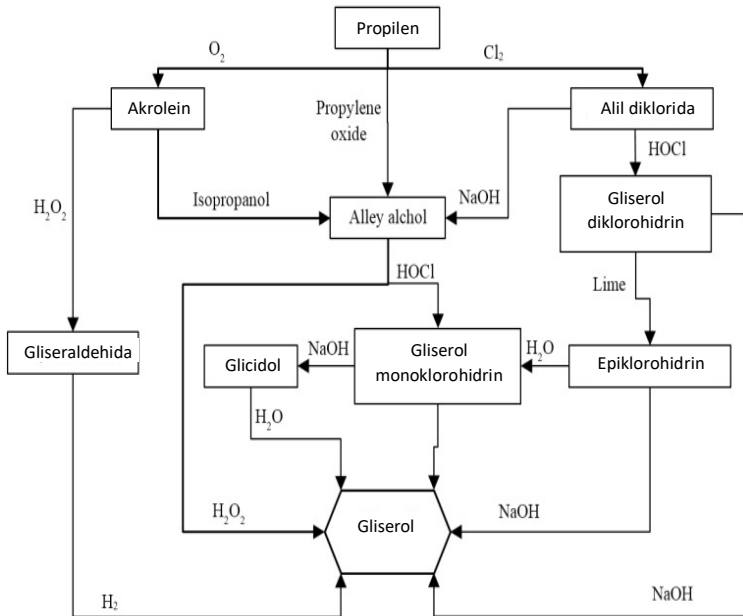 Propilen
O₂
Cl₂
Akrolein
Propylene
oxide
Alil diklorida
HOCl
Isopropanol
NaOH
H₂O₂
Alley alchol
Gliserol
diklorohidrin
HOCl
Lime
Gliseraldehida
Glicidol
NaOH
Gliserol
monoklorohidrin
H₂O
Epiklorohidrin
H₂O
H₂O₂
Gliserol
NaOH
H₂
NaOH